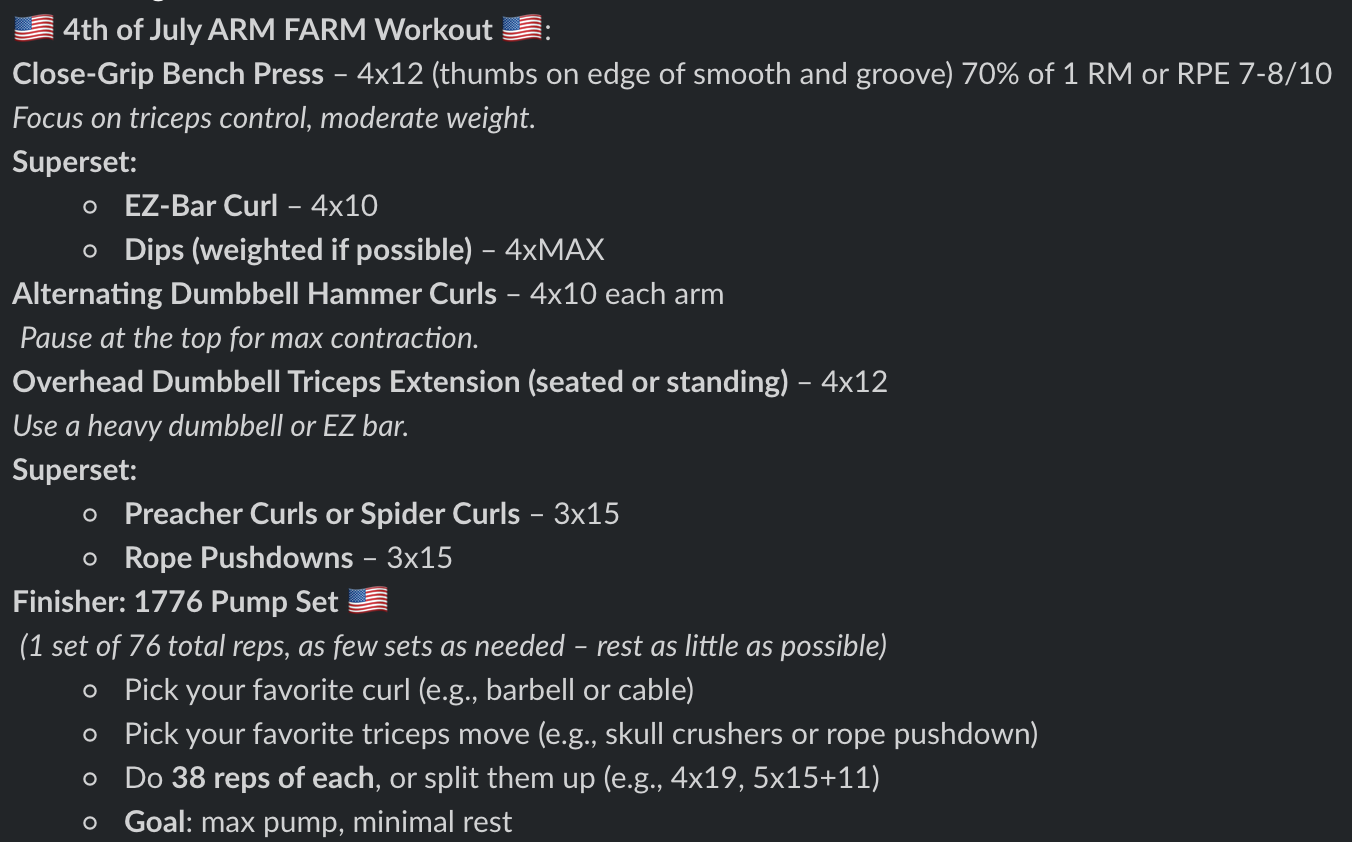 🇺🇸 4th of July ARM FARM Workout 🇺🇸:
Close-Grip Bench Press – 4x12 (thumbs on edge of smooth and groove) 70% of 1 RM or RPE 7-8/10
Focus on triceps control, moderate weight.
Superset:
○ EZ-Bar Curl – 4x10
○ Dips (weighted if possible) – 4xMAX
Alternating Dumbbell Hammer Curls – 4x10 each arm
Pause at the top for max contraction.
Overhead Dumbbell Triceps Extension (seated or standing) – 4x12
Use a heavy dumbbell or EZ bar.
Superset:
○ Preacher Curls or Spider Curls – 3x15
○ Rope Pushdowns – 3x15
Finisher: 1776 Pump Set 🇺🇸
(1 set of 76 total reps, as few sets as needed – rest as little as possible)
○ Pick your favorite curl (e.g., barbell or cable)
○ Pick your favorite triceps move (e.g., skull crushers or rope pushdown)
○ Do 38 reps of each, or split them up (e.g., 4x19, 5x15+11)
○ Goal: max pump, minimal rest